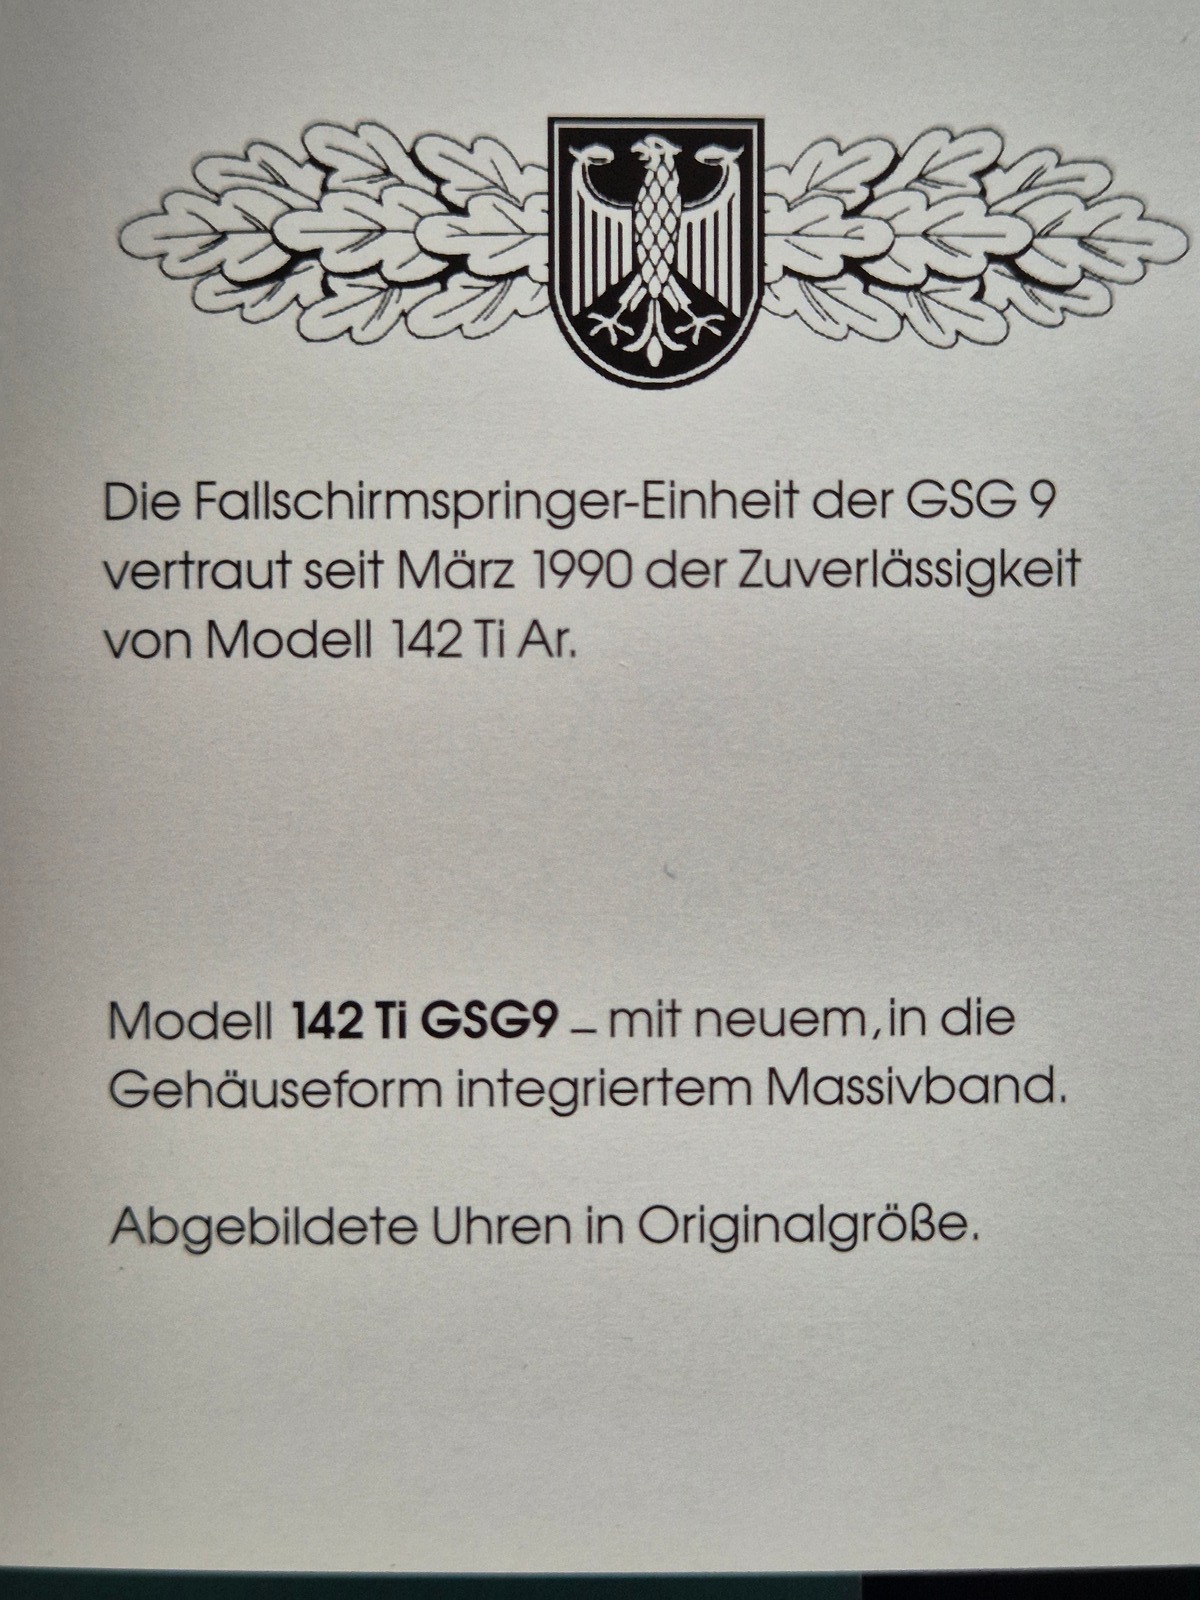 Die Fallschirmspringer-Einheit der GSG 9
vertraut seit März 1990 der Zuverlässigkeit
von Modell 142 Ti Ar.
Modell 142 Ti GSG9 – mit neuem, in die
Gehäuseform integriertem Massivband.
Abgebildete Uhren in Originalgröße.